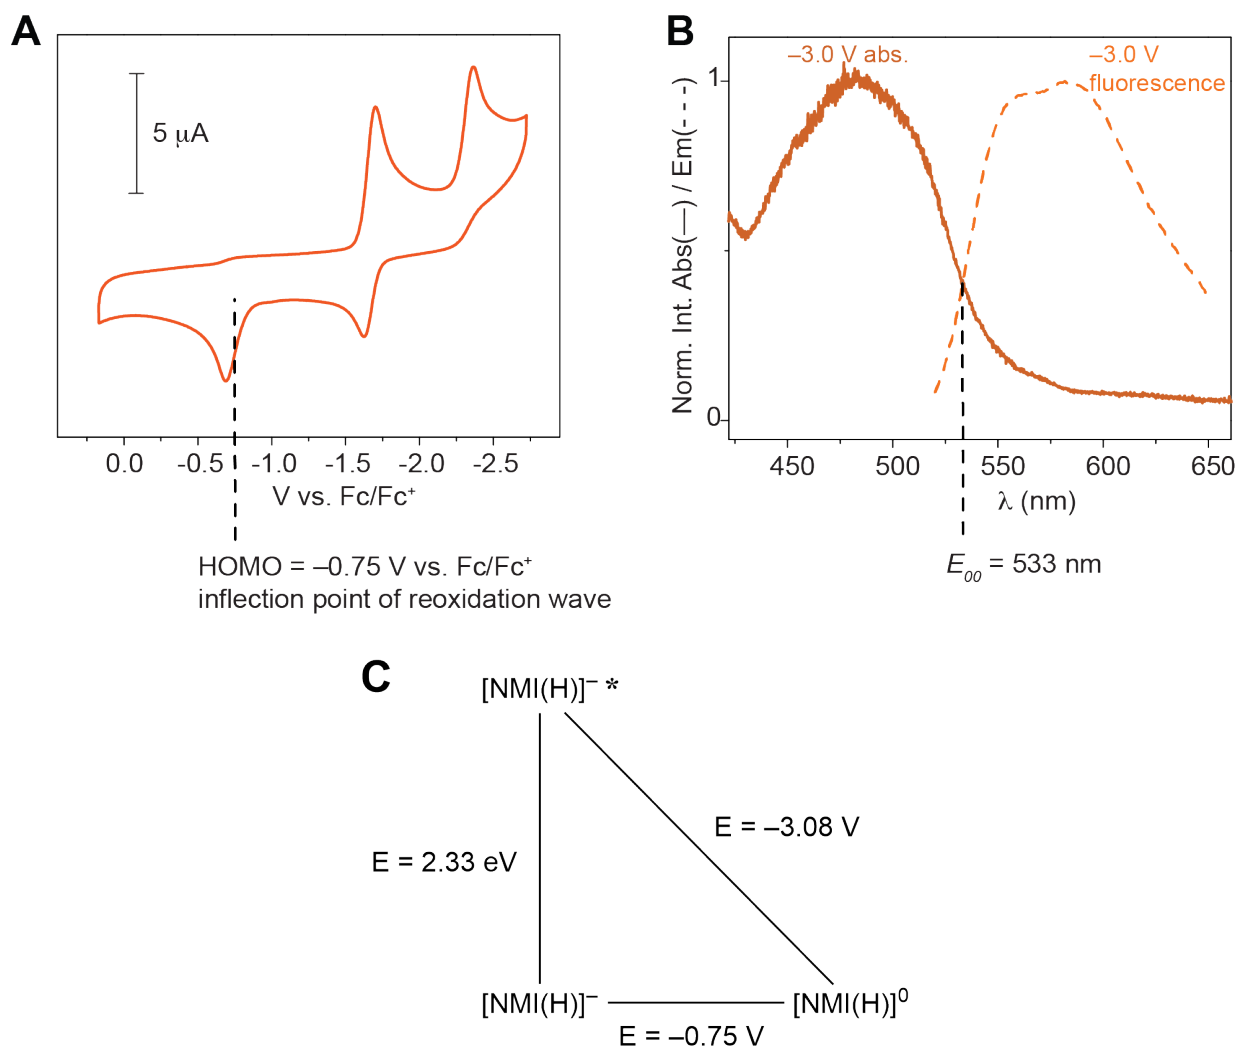 A
5 μA
0.0 -0.5 -1.0 -1.5 -2.0 -2.5
V vs. Fc/Fc⁺
HOMO = –0.75 V vs. Fc/Fc⁺
inflection point of reoxidation wave
B
–3.0 V abs.
–3.0 V
fluorescence
Norm. Int. Abs(—) / Em(- - -)
1
0
450 500 550 600 650
λ (nm)
E₀₀ = 533 nm
C
[NMI(H)]⁻ *
E = –3.08 V
E = 2.33 eV
[NMI(H)]⁻
[NMI(H)]⁰
E = –0.75 V